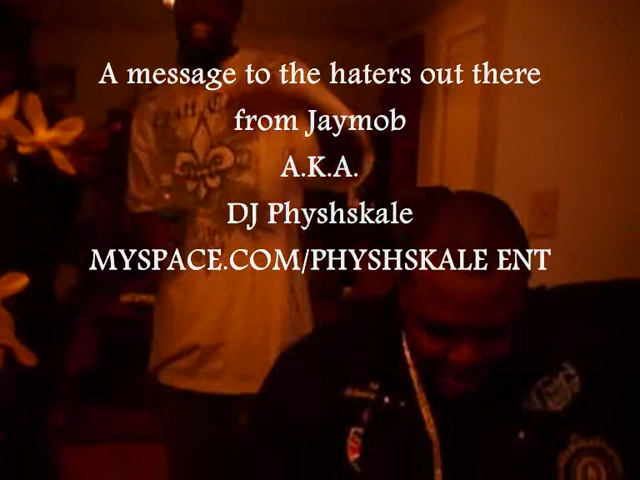 A message to the haters out there
from Jaymob
A.K.A.
DJ Physhskale
MYSPACE.COM/PHYSHSKALE ENT